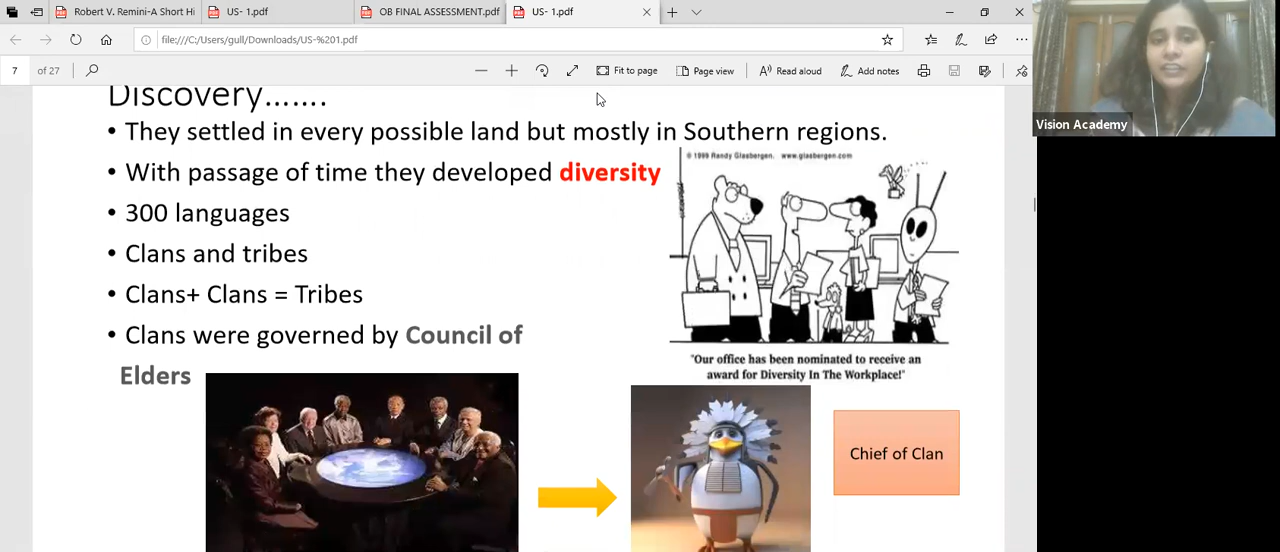 Robert V. Remini-A Short Hi
US- 1.pdf
OB FINAL ASSESSMENT.pdf
US- 1.pdf
file:///C:/Users/gull/Downloads/US-%201.pdf
7 of 27
Fit to page
Page view
Read aloud
Add notes
Vision Academy
Discovery…….
• They settled in every possible land but mostly in Southern regions.
• With passage of time they developed diversity
© 1999 Randy Glasbergen. www.glasbergen.com
• 300 languages
• Clans and tribes
• Clans+ Clans = Tribes
• Clans were governed by Council of
Elders
"Our office has been nominated to receive an
award for Diversity In The Workplace!"
Chief of Clan